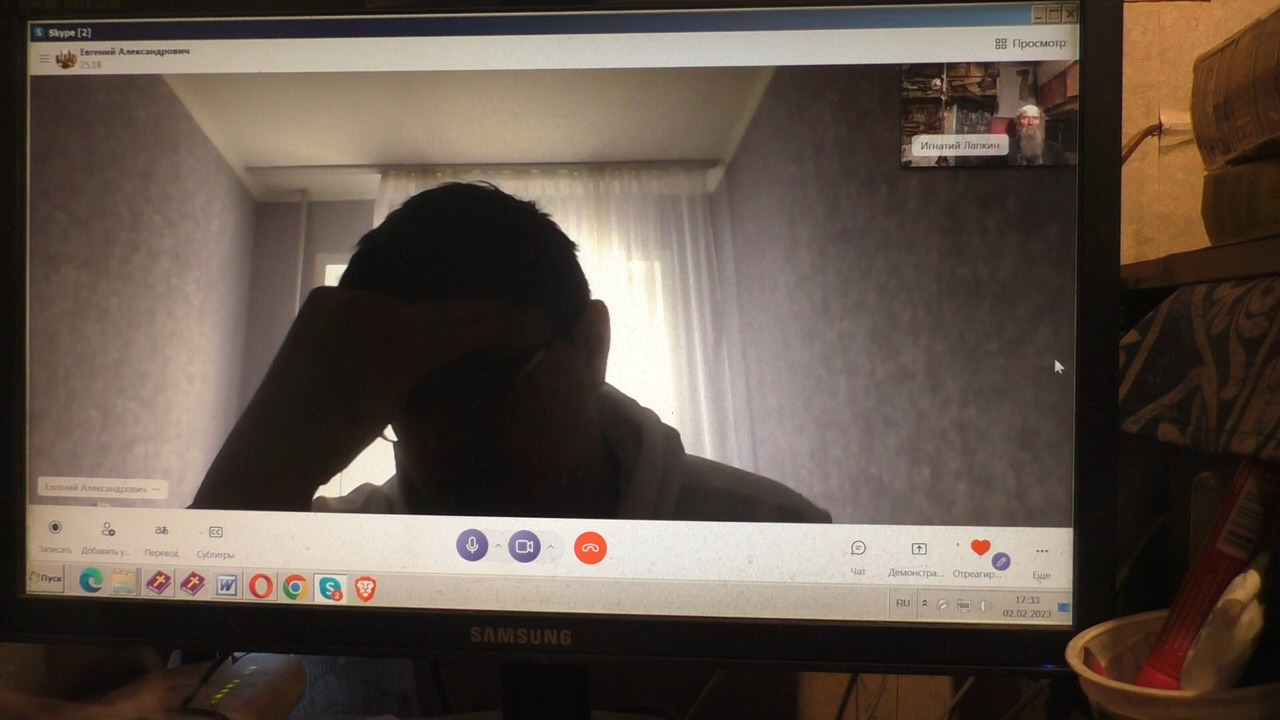 Skype [2]
Евгений Александрович
25:18
Просмотр
Игнатий Лапкин
Евгений Александрович
Записать
Добавить у...
Перевод
Субтитры
Чат
Демонстра...
Отреагир...
Еще
Пуск
RU
17:33
02.02.2023
SAMSUNG